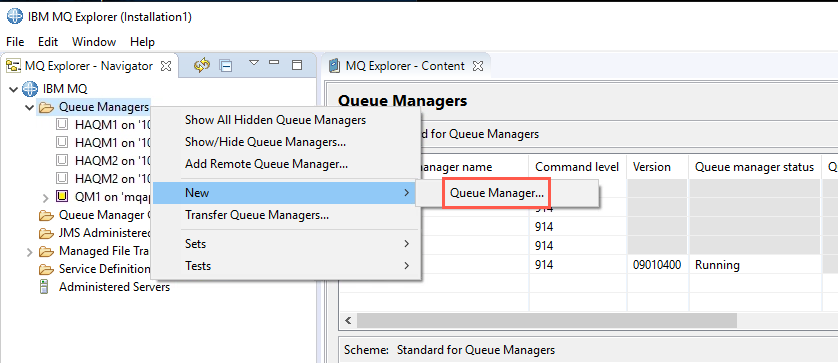 IBM MQ Explorer (Installation1)
File Edit Window Help
MQ Explorer - Navigator
MQ Explorer - Content
IBM MQ
Queue Managers
HAQM1 on '10
HAQM1 on '10
HAQM2 on '10
HAQM2 on '10
QM1 on 'mqap
Queue Manager C
JMS Administered
Managed File Tra
Service Definition
Administered Servers
Show All Hidden Queue Managers
Show/Hide Queue Managers...
Add Remote Queue Manager...
New
Transfer Queue Managers...
Sets
Tests
Queue Manager...
Queue Managers
rd for Queue Managers
manager name Command level Version Queue manager status Q
914
914
914
914 09010400 Running
Scheme: Standard for Queue Managers